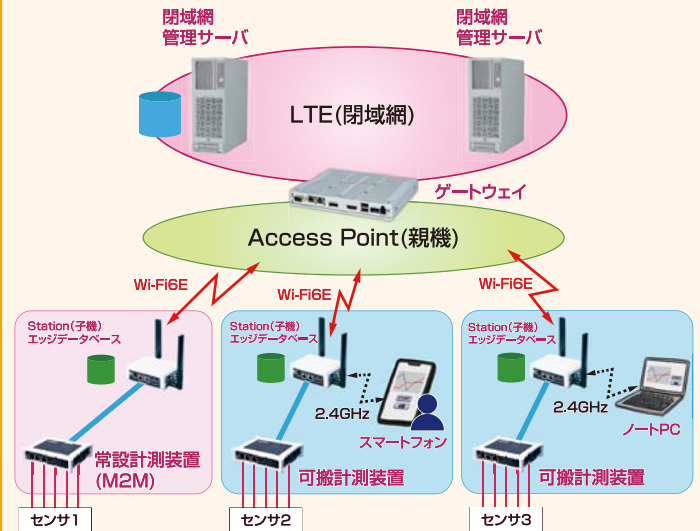 閉域網
管理サーバ
閉域網
管理サーバ
LTE(閉域網)
ゲートウェイ
Access Point(親機)
Wi-Fi6E
Wi-Fi6E
Wi-Fi6E
Station(子機)
エッジデータベース
Station(子機)
エッジデータベース
Station(子機)
エッジデータベース
2.4GHz
2.4GHz
スマートフォン
ノートPC
常設計測装置
(M2M)
可搬計測装置
可搬計測装置
センサ1
センサ2
センサ3